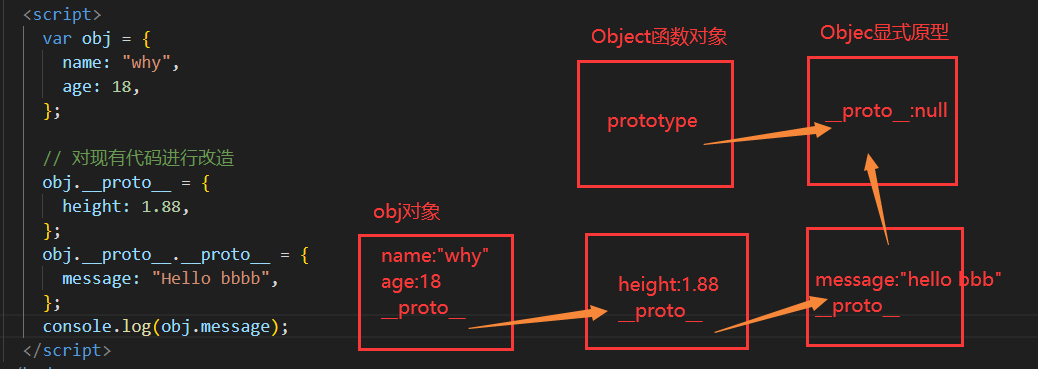 <script>
var obj = {
name: "why",
age: 18,
};
// 对现有代码进行改造
obj.__proto__ = {
height: 1.88,
};
obj.__proto__.__proto__ = {
message: "Hello bbbb",
};
console.log(obj.message);
</script>
Object函数对象
prototype
Objec显式原型
__proto__:null
obj对象
name:"why"
age:18
__proto__
height:1.88
__proto__
message:"hello bbb"
__proto__